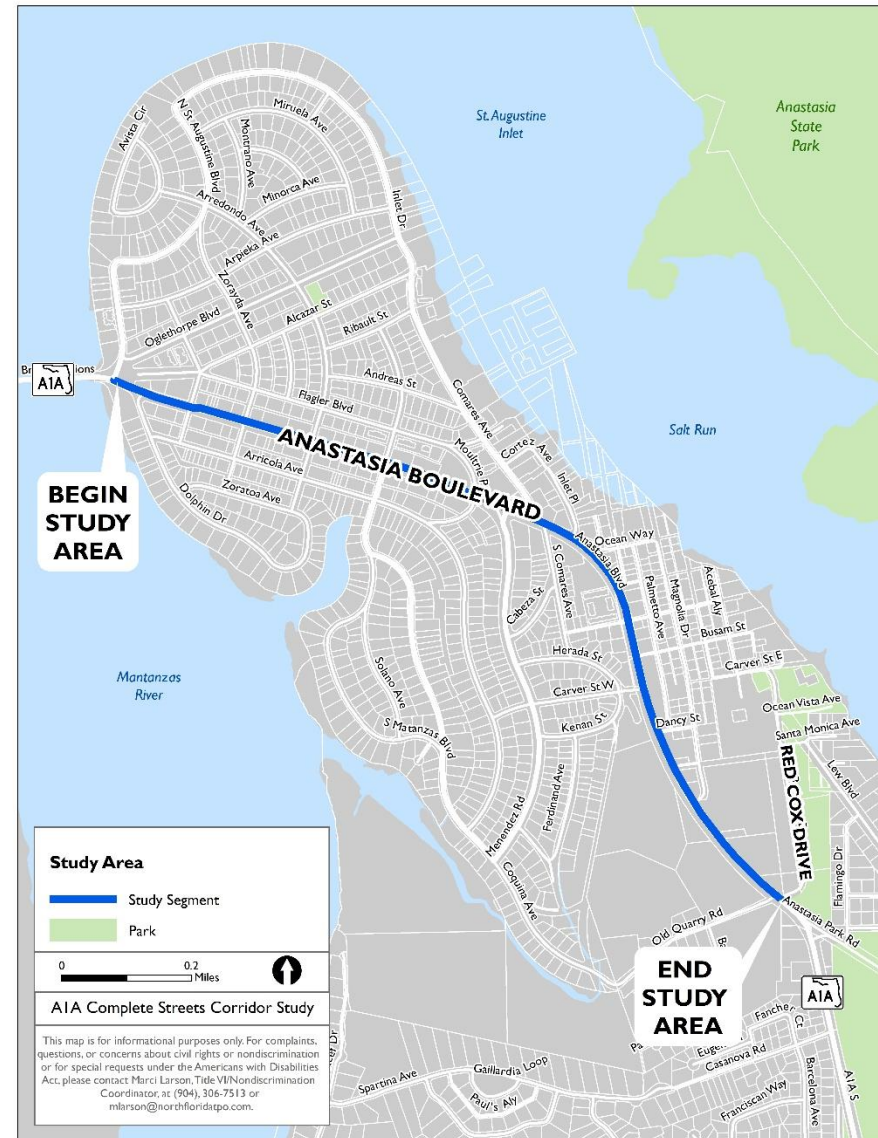 St. Augustine
Inlet
Anastasia
State
Park
Avista Cir
N St. Augustine Blvd
Miruela Ave
Montrano Ave
Minorca Ave
Inlet Dr.
Arredondo Ave
Arpieka Ave
Zorayda Ave
Oglethorpe Blvd
Alcazar St
Ribault St
A1A
Andreas St
Flagler Blvd
Comares Ave
Salt Run
ANASTASIA BOULEVARD
Cortez Ave
Inlet Pl
BEGIN
STUDY
AREA
Arricola Ave
Zoratoa Ave
Dolphin Dr
Moultrie
Anastasia Blvd
Ocean Way
S Comares Ave
Palmetto Ave
Magnolia Dr
Acebal Aly
Cabeza St
Busam St
Herada St
Carver St E
Mantanzas
River
Solano Ave
Carver St W
Ocean Vista Ave
S Matanzas Blvd
Kenan St
Dancy St
Santa Monica Ave
RED COX DRIVE
Lew Blvd
Menendez Rd
Ferdinand Ave
Flamingo Dr
Coquina Ave
Old Quarry Rd
Anastasia Park Rd
END
STUDY
AREA
A1A
Fancher Ct
Casanova Rd
Gaillardia Loop
Spartina Ave
Paul's Aly
Franciscan Way
Barcelona Ave
A1A S
Study Area
Study Segment
Park
0 0.2
Miles
A1A Complete Streets Corridor Study
This map is for informational purposes only. For complaints,
questions, or concerns about civil rights or nondiscrimination
or for special requests under the Americans with Disabilities
Act, please contact Marci Larson, Title VI/Nondiscrimination
Coordinator, at (904), 306-7513 or
mlarson@northfloridatpo.com.